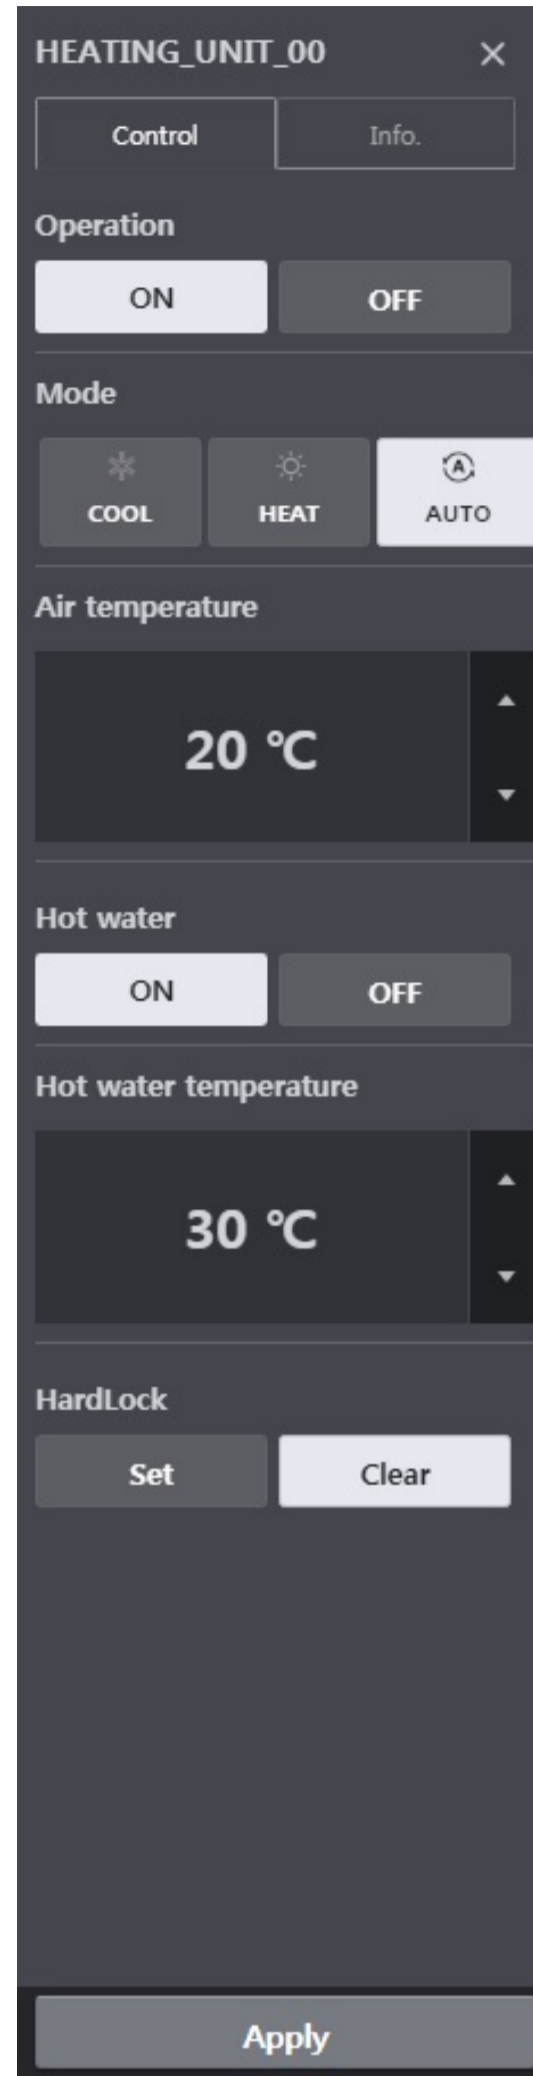 HEATING_UNIT_00 ×
Control Info.
Operation
ON OFF
Mode
COOL HEAT AUTO
Air temperature
20 ℃
Hot water
ON OFF
Hot water temperature
30 ℃
HardLock
Set Clear
Apply